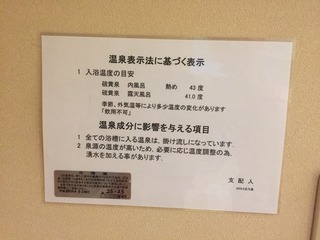 温泉表示法に基づく表示
1 入浴温度の目安
硫黄泉 内風呂 熱め 43 度
硫黄泉 露天風呂 41.0 度
季節、外気温等により多少温度の変化があります
「飲用不可」
温泉成分に影響を与える項目
1 全ての浴槽に入る温泉は、掛け流しになっています.
2 泉源の温度が高いため、必要に応じ温度調整の為、
湧水を加える事があります.
支 配 人